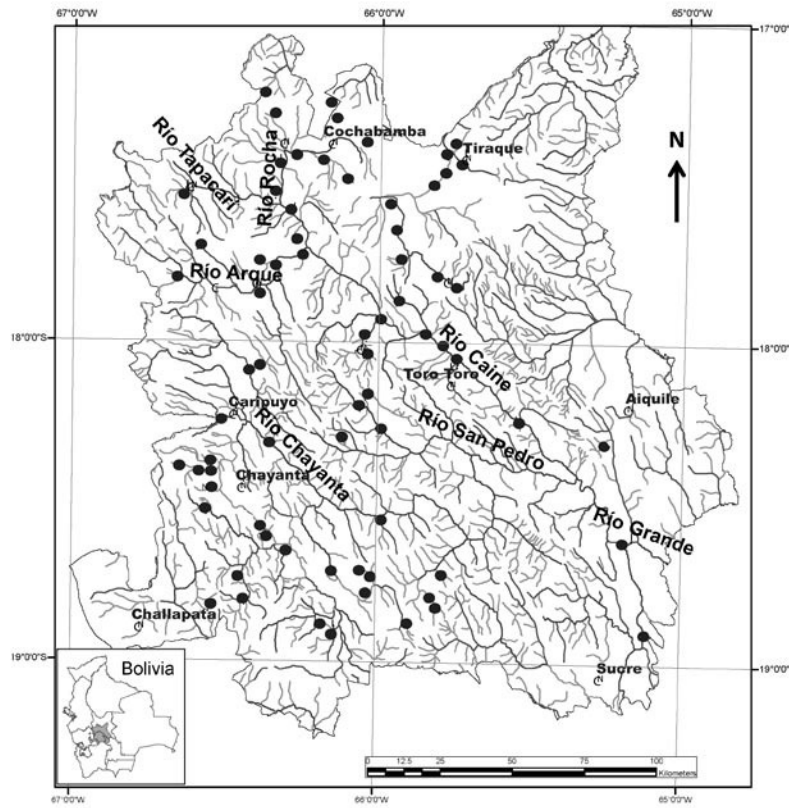 67°0'0"W 66°0'0"W 65°0'0"W
17°0'0"S
N
Cochabamba
Tiraque
Río Rocha
Río Tapacarí
Río Arque
18°0'0"S 18°0'0"S
Río Caine
Toro Toro
Aiquile
Caripuyo
Río San Pedro
Río Chayanta
Chayanta
Río Grande
Challapata
19°0'0"S 19°0'0"S
Sucre
Bolivia
0 12.5 25 50 75 100
Kilometers
67°0'0"W 66°0'0"W 65°0'0"W